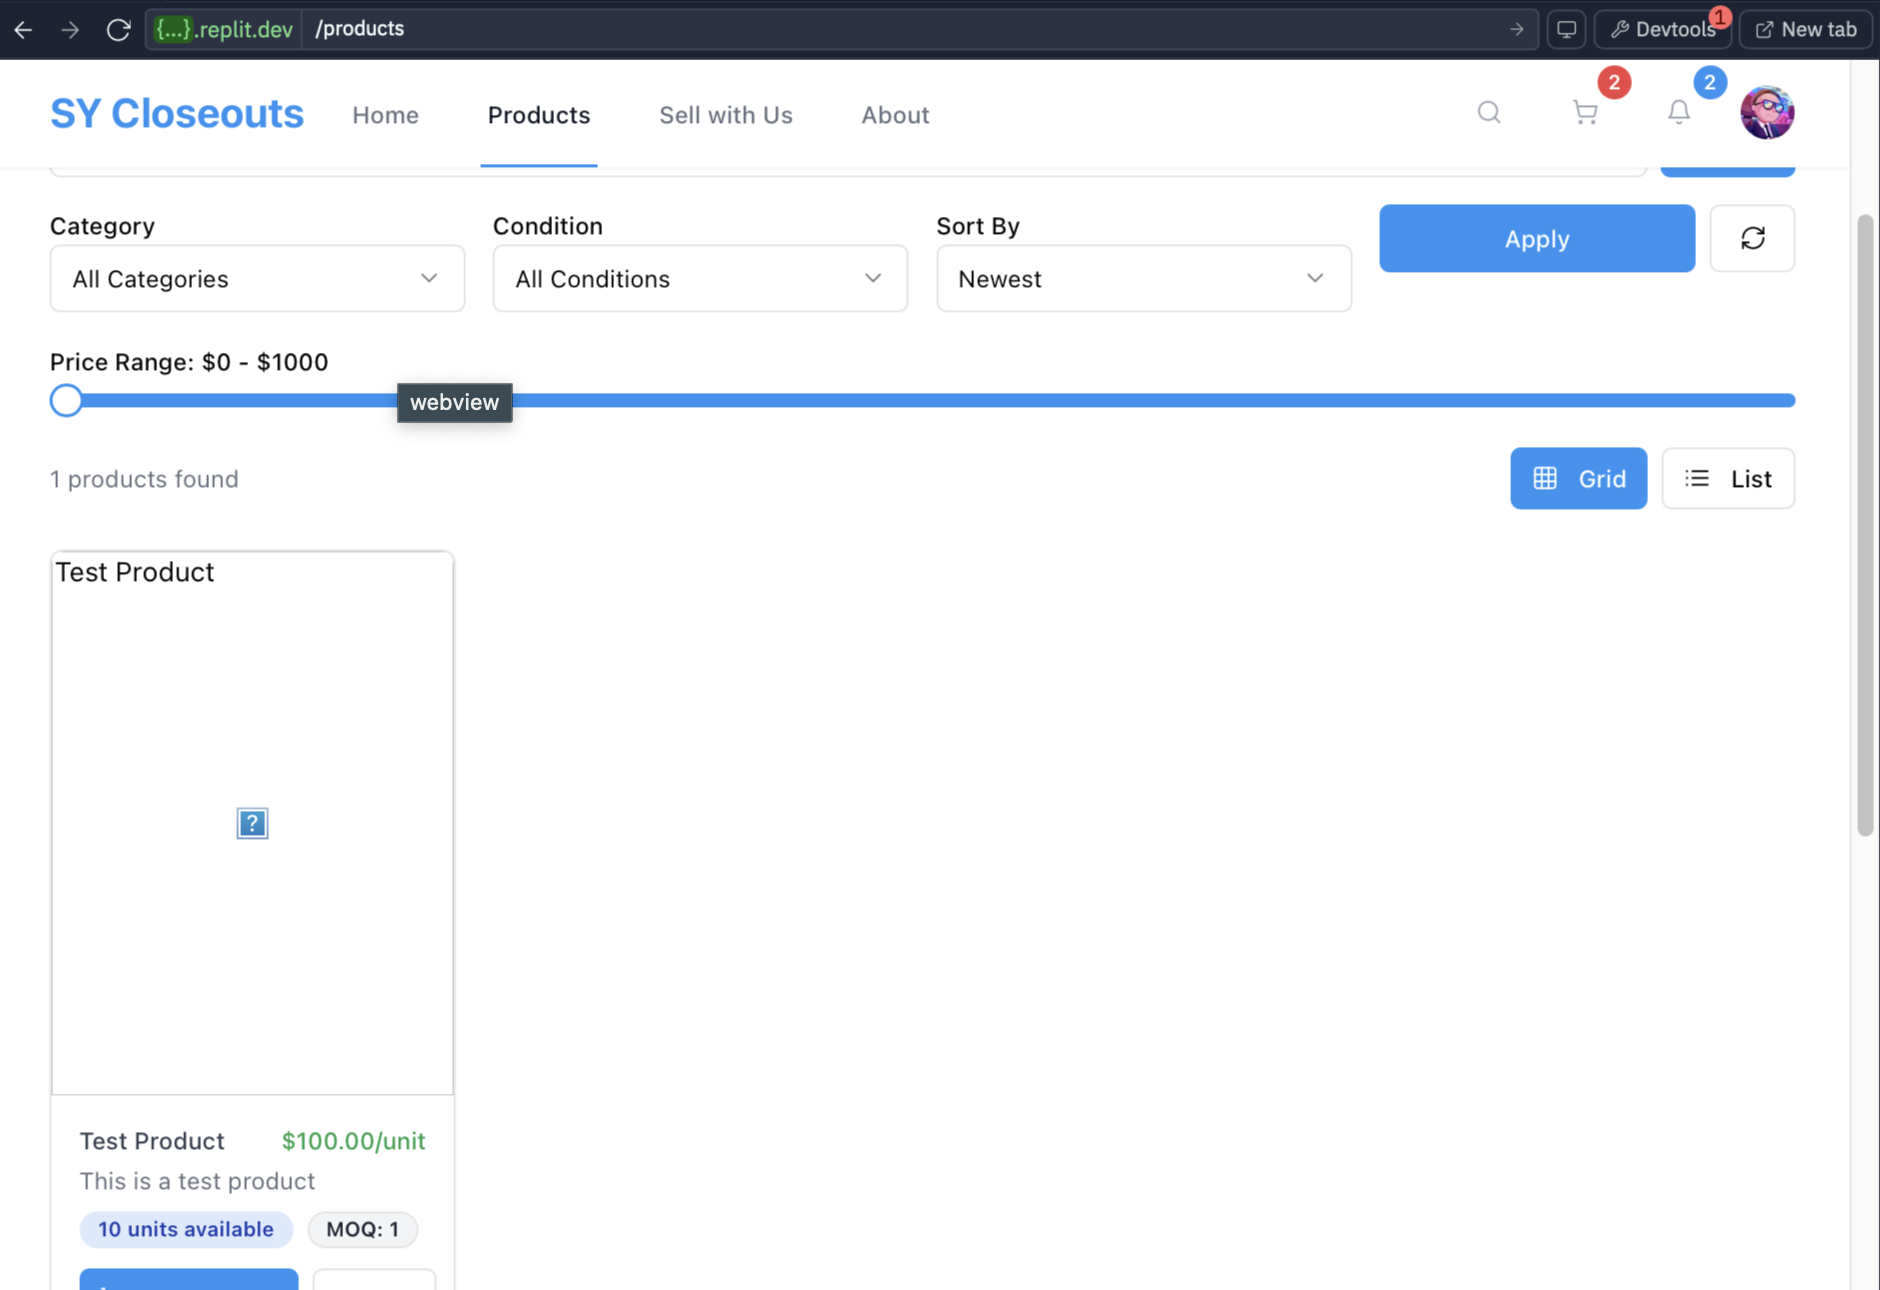 {...}.replit.dev /products Devtools 1 New tab
SY Closeouts Home Products Sell with Us About 2 2
Category Condition Sort By
All Categories All Conditions Newest Apply
Price Range: $0 - $1000
webview
1 products found Grid List
Test Product
?
Test Product $100.00/unit
This is a test product
10 units available MOQ: 1